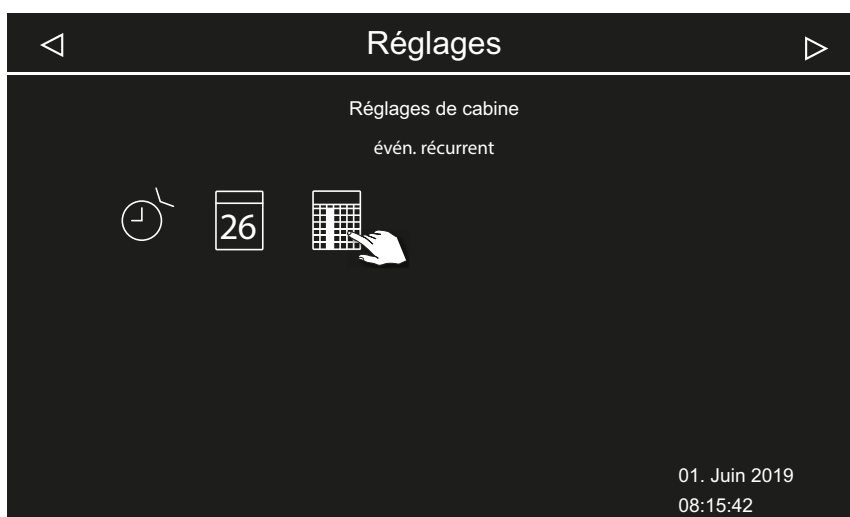 Réglages
Réglages de cabine
évén. récurrent
26
01. Juin 2019
08:15:42